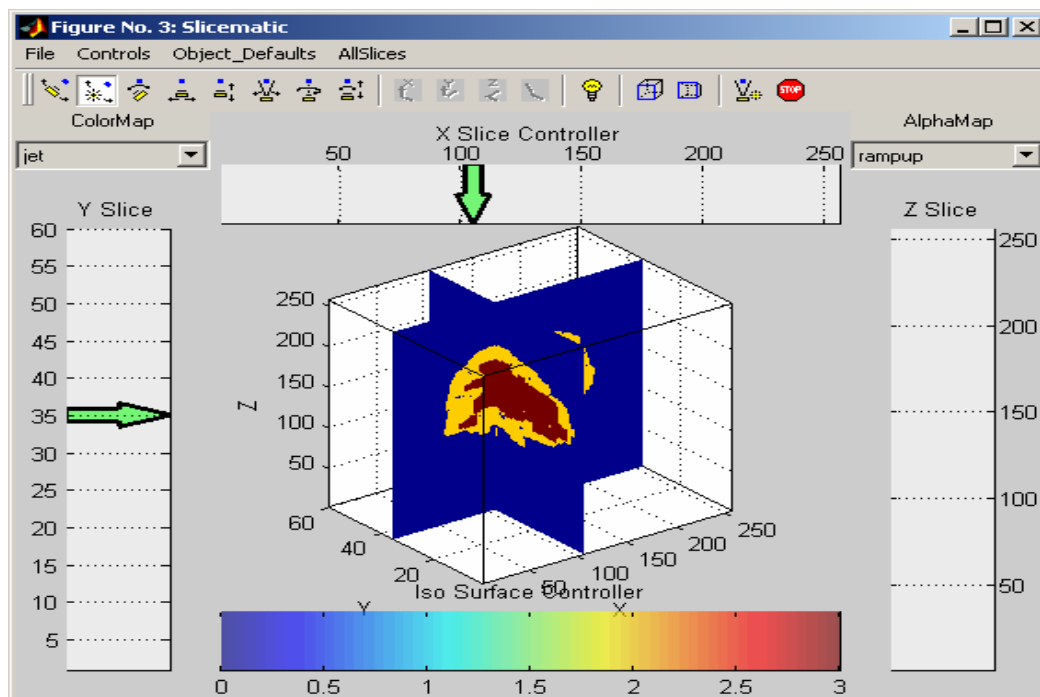 Figure No. 3: Slicematic
File Controls Object_Defaults AllSlices
STOP
ColorMap
jet
X Slice Controller
50 100 150 200 250
AlphaMap
rampup
Y Slice
60
55
50
45
40
35
30
25
20
15
10
5
Z Slice
250
200
150
100
50
250
200
150
100
50
Z
60
40
20
50
100
150
200
250
Y
X
Iso Surface Controller
0 0.5 1 1.5 2 2.5 3